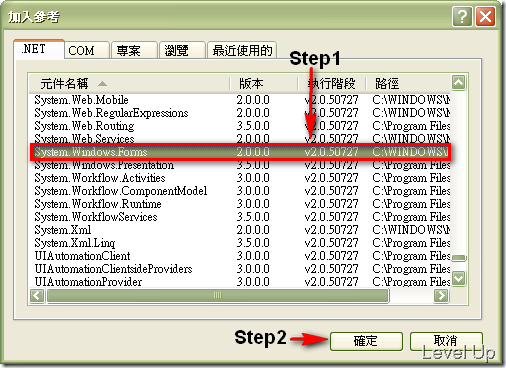 加入參考
.NET COM 專案 瀏覽 最近使用的
Step1
元件名稱 版本 執行階段 路徑
System.Web.Mobile 2.0.0.0 v2.0.50727 C:\WINDOWS\M
System.Web.RegularExpressions 2.0.0.0 v2.0.50727 C:\WINDOWS\M
System.Web.Routing 3.5.0.0 v2.0.50727 C:\Program Files
System.Web.Services 2.0.0.0 v2.0.50727 C:\WINDOWS\M
System.Windows.Forms 2.0.0.0 v2.0.50727 C:\WINDOWS\
System.Windows.Presentation 3.5.0.0 v2.0.50727 C:\Program Files
System.Workflow.Activities 3.0.0.0 v2.0.50727 C:\Program Files
System.Workflow.ComponentModel 3.0.0.0 v2.0.50727 C:\Program Files
System.Workflow.Runtime 3.0.0.0 v2.0.50727 C:\Program Files
System.WorkflowServices 3.5.0.0 v2.0.50727 C:\Program Files
System.Xml 2.0.0.0 v2.0.50727 C:\WINDOWS\M
System.Xml.Linq 3.5.0.0 v2.0.50727 C:\Program Files
UIAutomationClient 3.0.0.0 v2.0.50727 C:\Program Files
UIAutomationClientsideProviders 3.0.0.0 v2.0.50727 C:\Program Files
UIAutomationProvider 3.0.0.0 v2.0.50727 C:\Program Files
Step2 確定 取消
Level Up